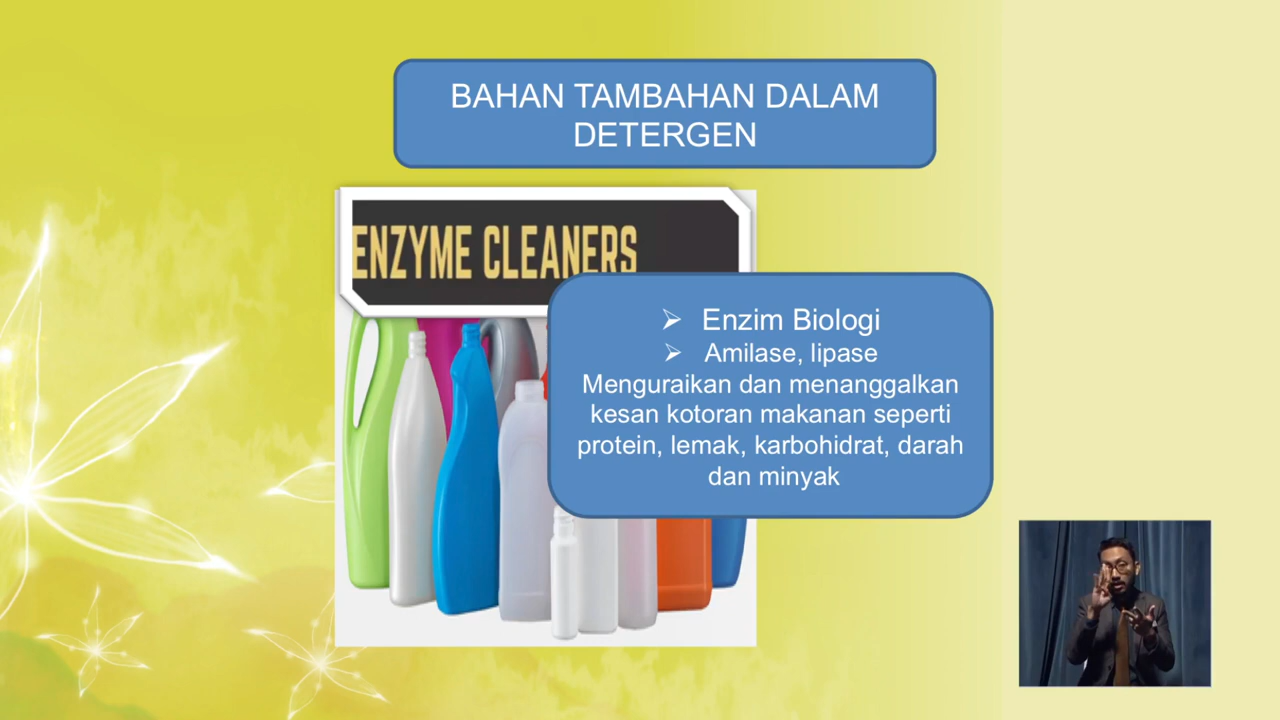 BAHAN TAMBAHAN DALAM
DETERGEN
ENZYME CLEANERS
➢ Enzim Biologi
➢ Amilase, lipase
Menguraikan dan menanggalkan
kesan kotoran makanan seperti
protein, lemak, karbohidrat, darah
dan minyak